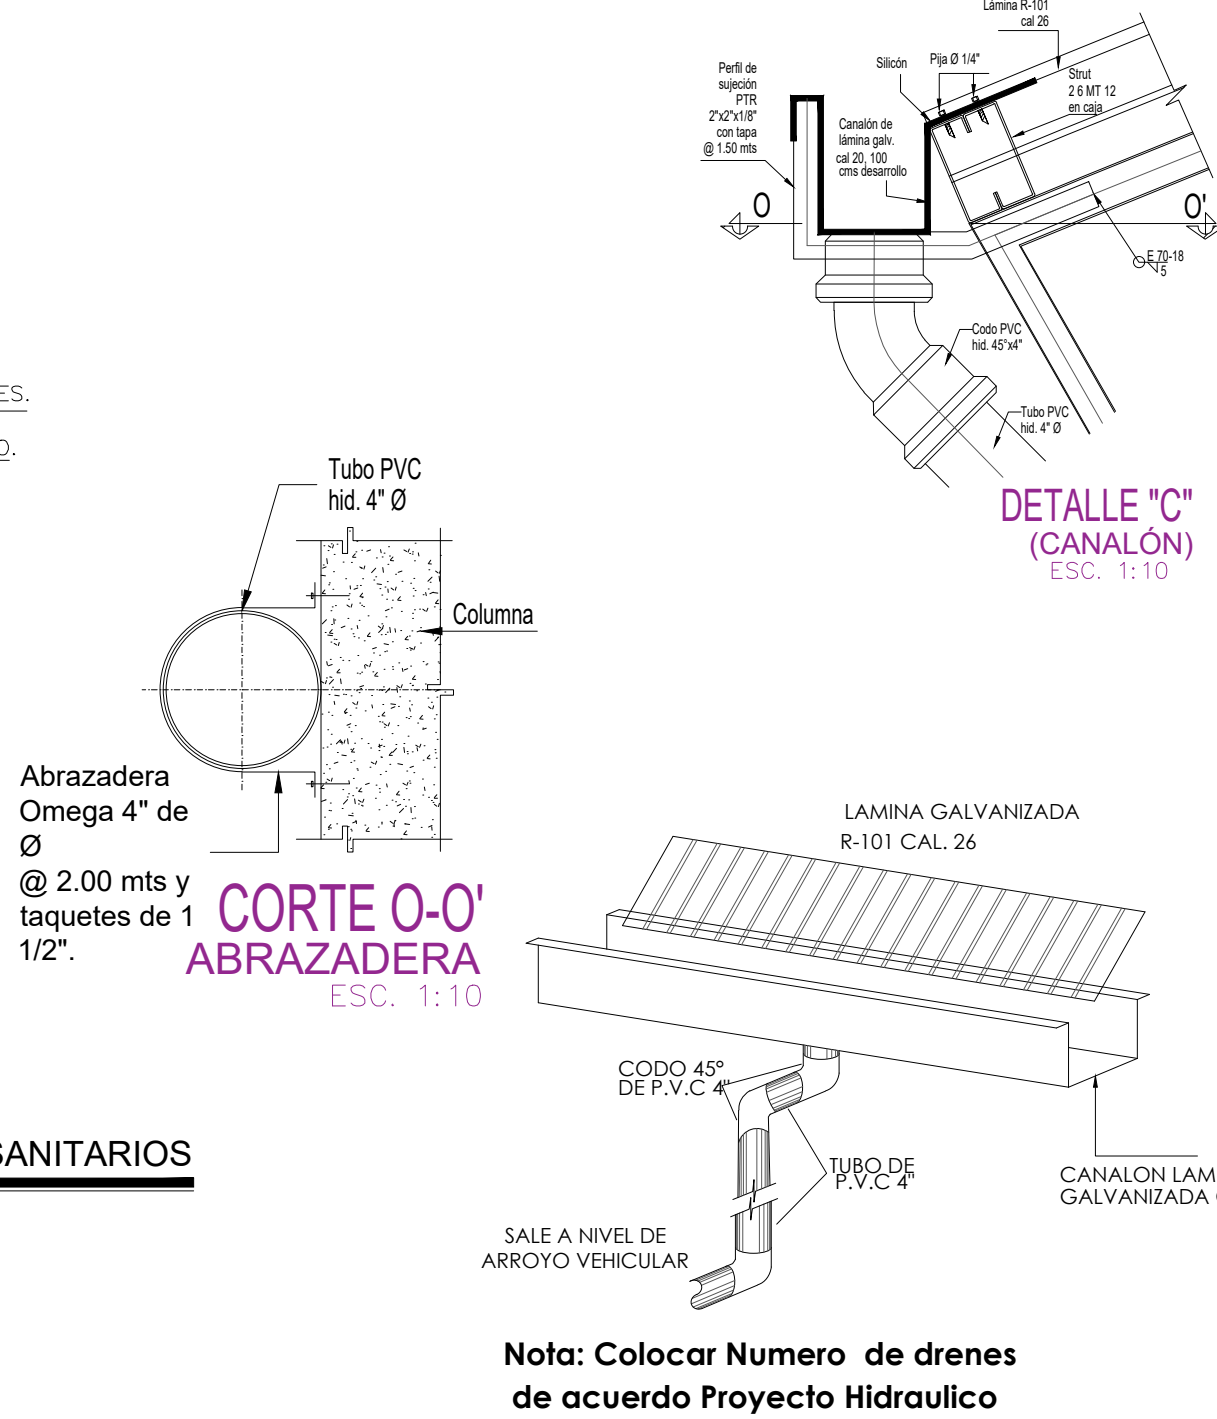 Lámina R-101
cal 26
Perfil de
sujeción
PTR
2"x2"x1/8"
con tapa
@ 1.50 mts
Silicón
Pija Ø 1/4"
Strut
2 6 MT 12
en caja
Canalón de
lámina galv.
cal 20, 100
cms desarrollo
O
O'
E 70-18
5
Codo PVC
hid. 45°x4"
Tubo PVC
hid. 4" Ø
DETALLE "C"
(CANALÓN)
ESC. 1:10
ES.
O.
Tubo PVC
hid. 4" Ø
Columna
Abrazadera
Omega 4" de
Ø
@ 2.00 mts y
taquetes de 1
1/2".
CORTE O-O'
ABRAZADERA
ESC. 1:10
LAMINA GALVANIZADA
R-101 CAL. 26
CODO 45°
DE P.V.C 4"
TUBO DE
P.V.C 4"
CANALON LAM
GALVANIZADA
SALE A NIVEL DE
ARROYO VEHICULAR
SANITARIOS
Nota: Colocar Numero de drenes
de acuerdo Proyecto Hidraulico